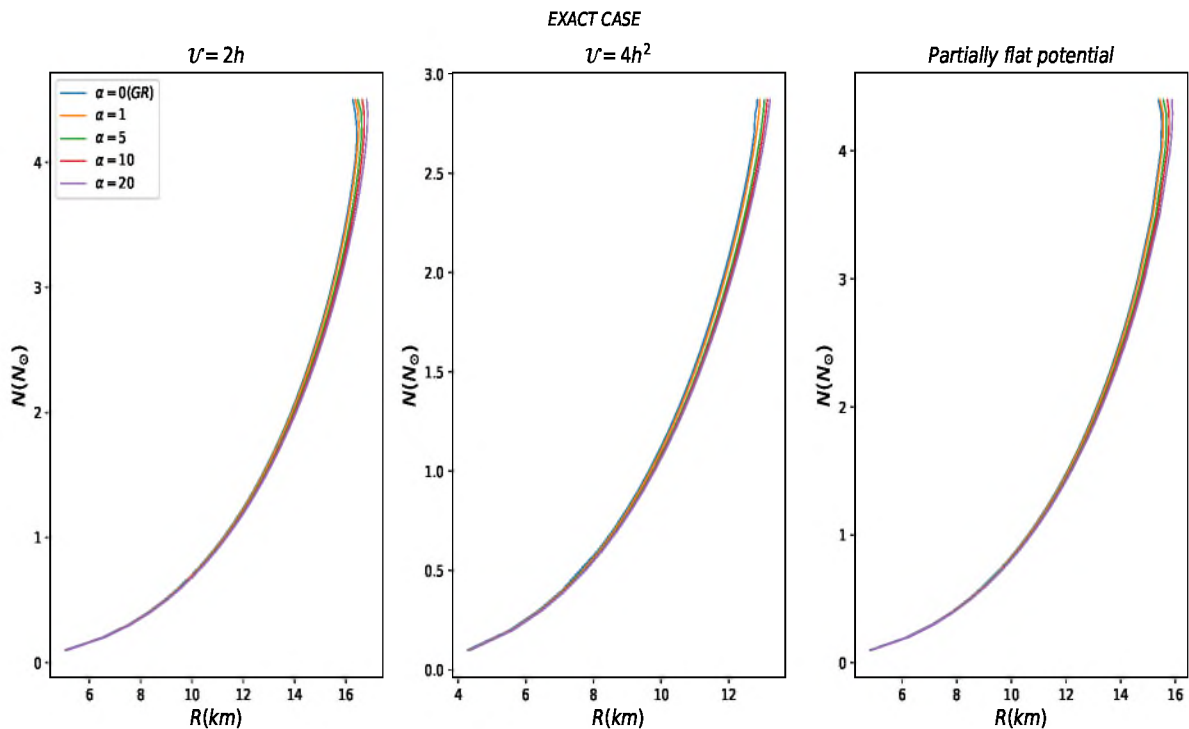 EXACT CASE
𝒰 = 2h
α = 0(GR)
α = 1
α = 5
α = 10
α = 20
4
3
2
1
0
N(N⊙)
6 8 10 12 14 16
R(km)
𝒰 = 4h²
3.0
2.5
2.0
1.5
1.0
0.5
0.0
N(N⊙)
4 6 8 10 12
R(km)
Partially flat potential
4
3
2
1
0
N(N⊙)
6 8 10 12 14 16
R(km)